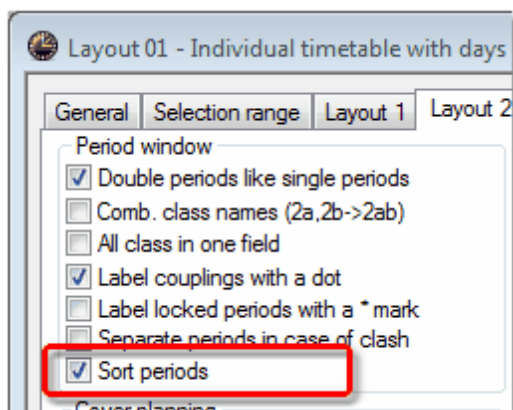 Layout 01 - Individual timetable with days
General Selection range Layout 1 Layout 2
Period window
Double periods like single periods
Comb. class names (2a,2b->2ab)
All class in one field
Label couplings with a dot
Label locked periods with a * mark
Separate periods in case of clash
Sort periods
Cover planning